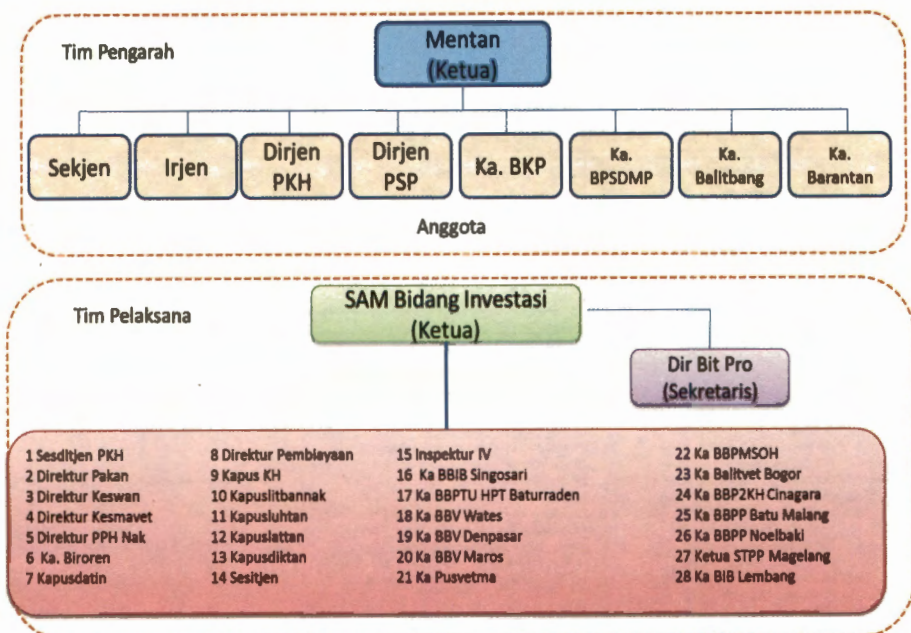 Tim Pengarah
Mentan
(Ketua)
Sekjen
Irjen
Dirjen
PKH
Dirjen
PSP
Ka. BKP
Ka.
BPSDMP
Ka.
Balitbang
Ka.
Barantan
Anggota
Tim Pelaksana
SAM Bidang Investasi
(Ketua)
Dir Bit Pro
(Sekretaris)
1 Sesditjen PKH
2 Direktur Pakan
3 Direktur Keswan
4 Direktur Kesmavet
5 Direktur PPH Nak
6 Ka. Biroren
7 Kapusdatin
8 Direktur Pembiayaan
9 Kapus KH
10 Kapuslitbannak
11 Kapusluhtan
12 Kapuslattan
13 Kapusdiktan
14 Sesitjen
15 Inspektur IV
16 Ka BBIB Singosari
17 Ka BBPTU HPT Baturraden
18 Ka BBV Wates
19 Ka BBV Denpasar
20 Ka BBV Maros
21 Ka Pusvetma
22 Ka BBPMSOH
23 Ka Balitvet Bogor
24 Ka BBP2KH Cinagara
25 Ka BBPP Batu Malang
26 Ka BBPP Noelbaki
27 Ketua STPP Magelang
28 Ka BIB Lembang